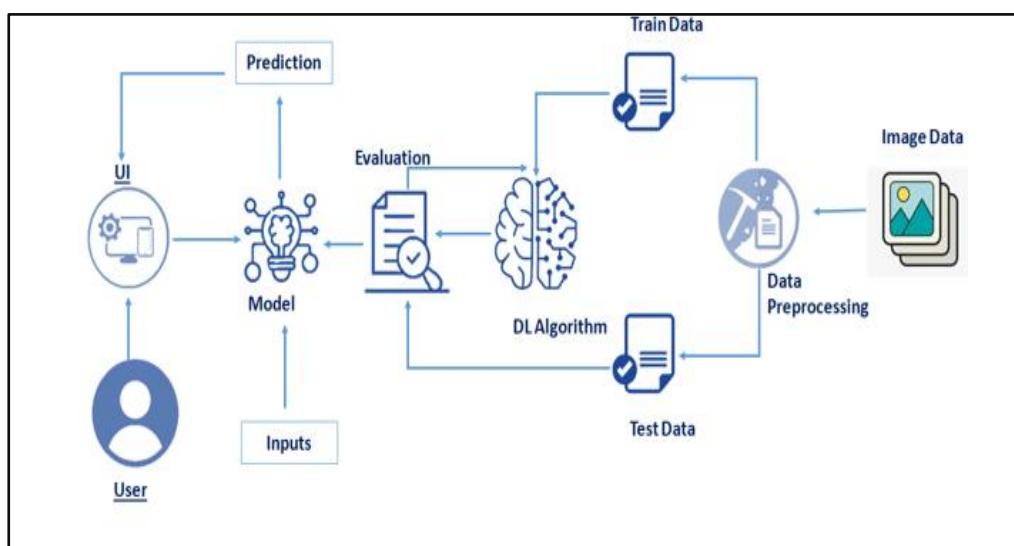 Train Data
Prediction
Image Data
Evaluation
UI
Data
Preprocessing
Model
DL Algorithm
Inputs
Test Data
User